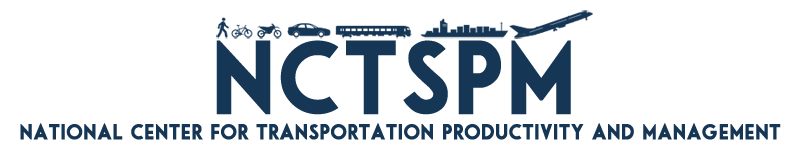 NCTSPM
NATIONAL CENTER FOR TRANSPORTATION PRODUCTIVITY AND MANAGEMENT